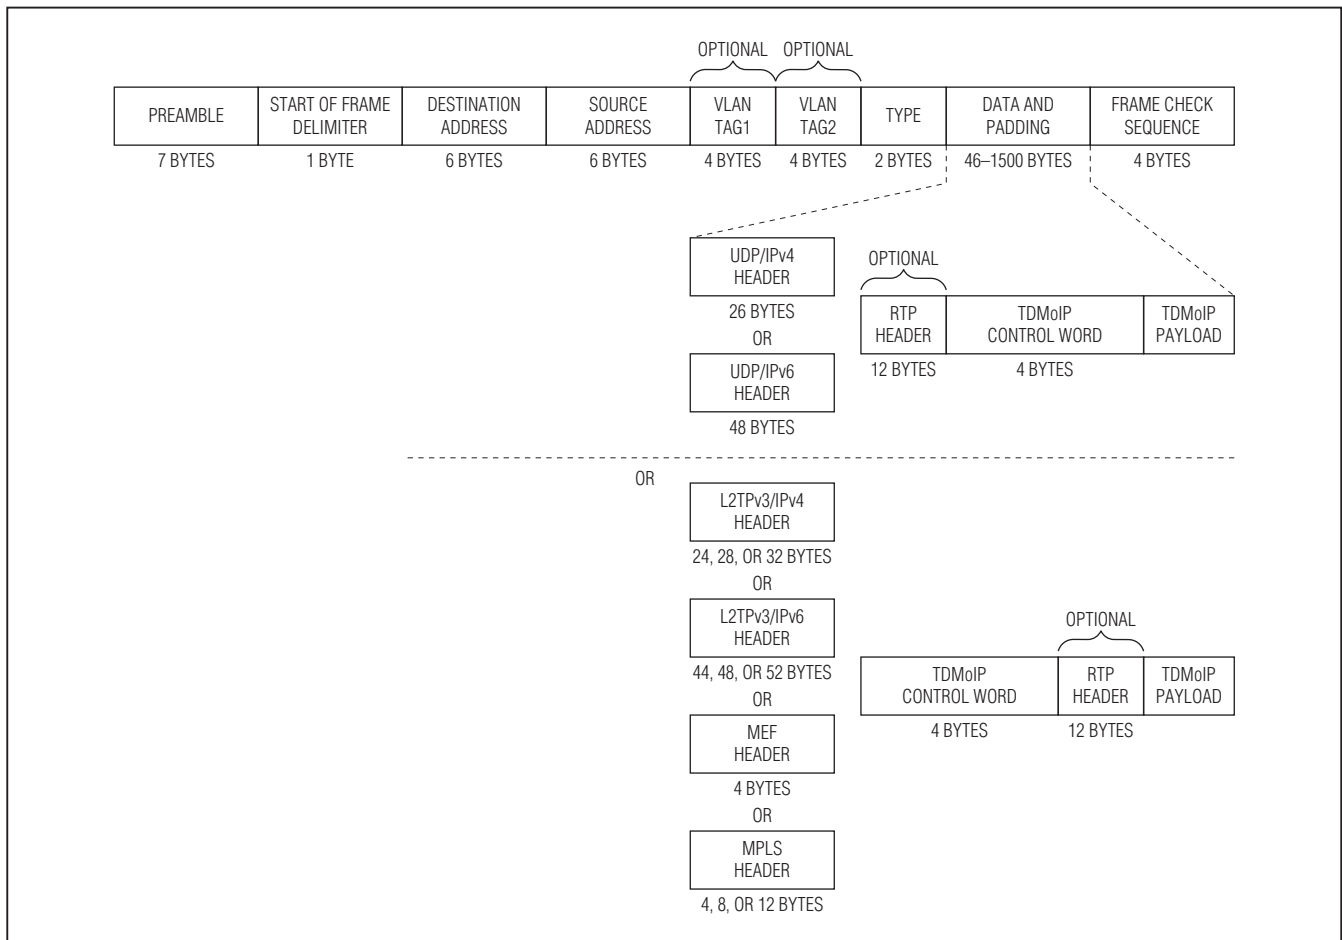 OPTIONAL OPTIONAL
PREAMBLE
START OF FRAME
DELIMITER
DESTINATION
ADDRESS
SOURCE
ADDRESS
VLAN
TAG1
VLAN
TAG2
TYPE
DATA AND
PADDING
FRAME CHECK
SEQUENCE
7 BYTES
1 BYTE
6 BYTES
6 BYTES
4 BYTES
4 BYTES
2 BYTES
46–1500 BYTES
4 BYTES
UDP/IPv4
HEADER
26 BYTES
OR
UDP/IPv6
HEADER
48 BYTES
OPTIONAL
RTP
HEADER
TDMoIP
CONTROL WORD
TDMoIP
PAYLOAD
12 BYTES
4 BYTES
OR
L2TPv3/IPv4
HEADER
24, 28, OR 32 BYTES
OR
L2TPv3/IPv6
HEADER
44, 48, OR 52 BYTES
OR
MEF
HEADER
4 BYTES
OR
MPLS
HEADER
4, 8, OR 12 BYTES
OPTIONAL
TDMoIP
CONTROL WORD
RTP
HEADER
TDMoIP
PAYLOAD
4 BYTES
12 BYTES